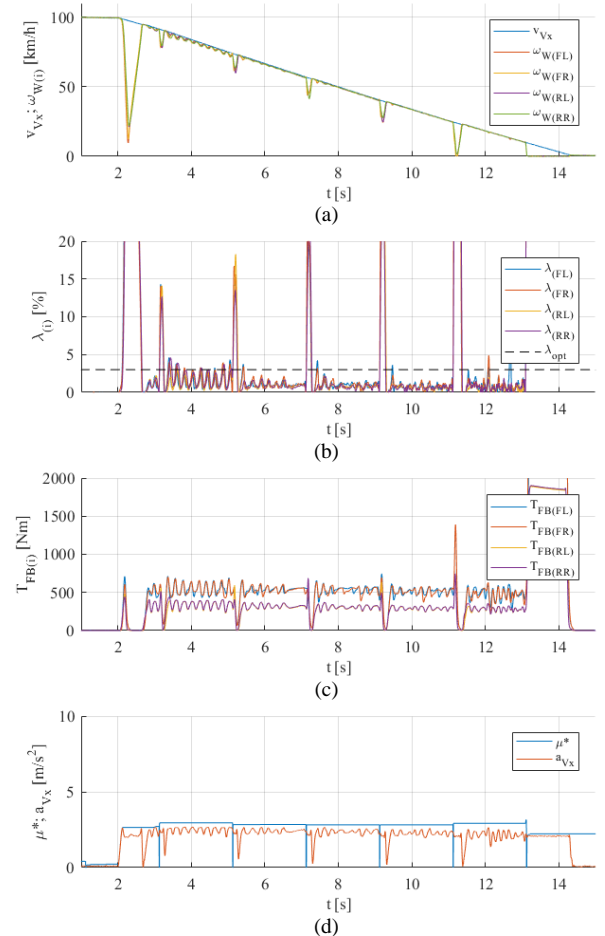 100
50
0
v_Vx; ω_W(i) [km/h]
v_Vx
ω_W(FL)
ω_W(FR)
ω_W(RL)
ω_W(RR)
2 4 6 8 10 12 14
t [s]
(a)
20
15
10
5
0
λ_(i) [%]
λ_(FL)
λ_(FR)
λ_(RL)
λ_(RR)
λ_opt
2 4 6 8 10 12 14
t [s]
(b)
2000
1500
1000
500
0
T_FB(i) [Nm]
T_FB(FL)
T_FB(FR)
T_FB(RL)
T_FB(RR)
2 4 6 8 10 12 14
t [s]
(c)
10
5
0
μ*; a_Vx [m/s²]
μ*
a_Vx
2 4 6 8 10 12 14
t [s]
(d)